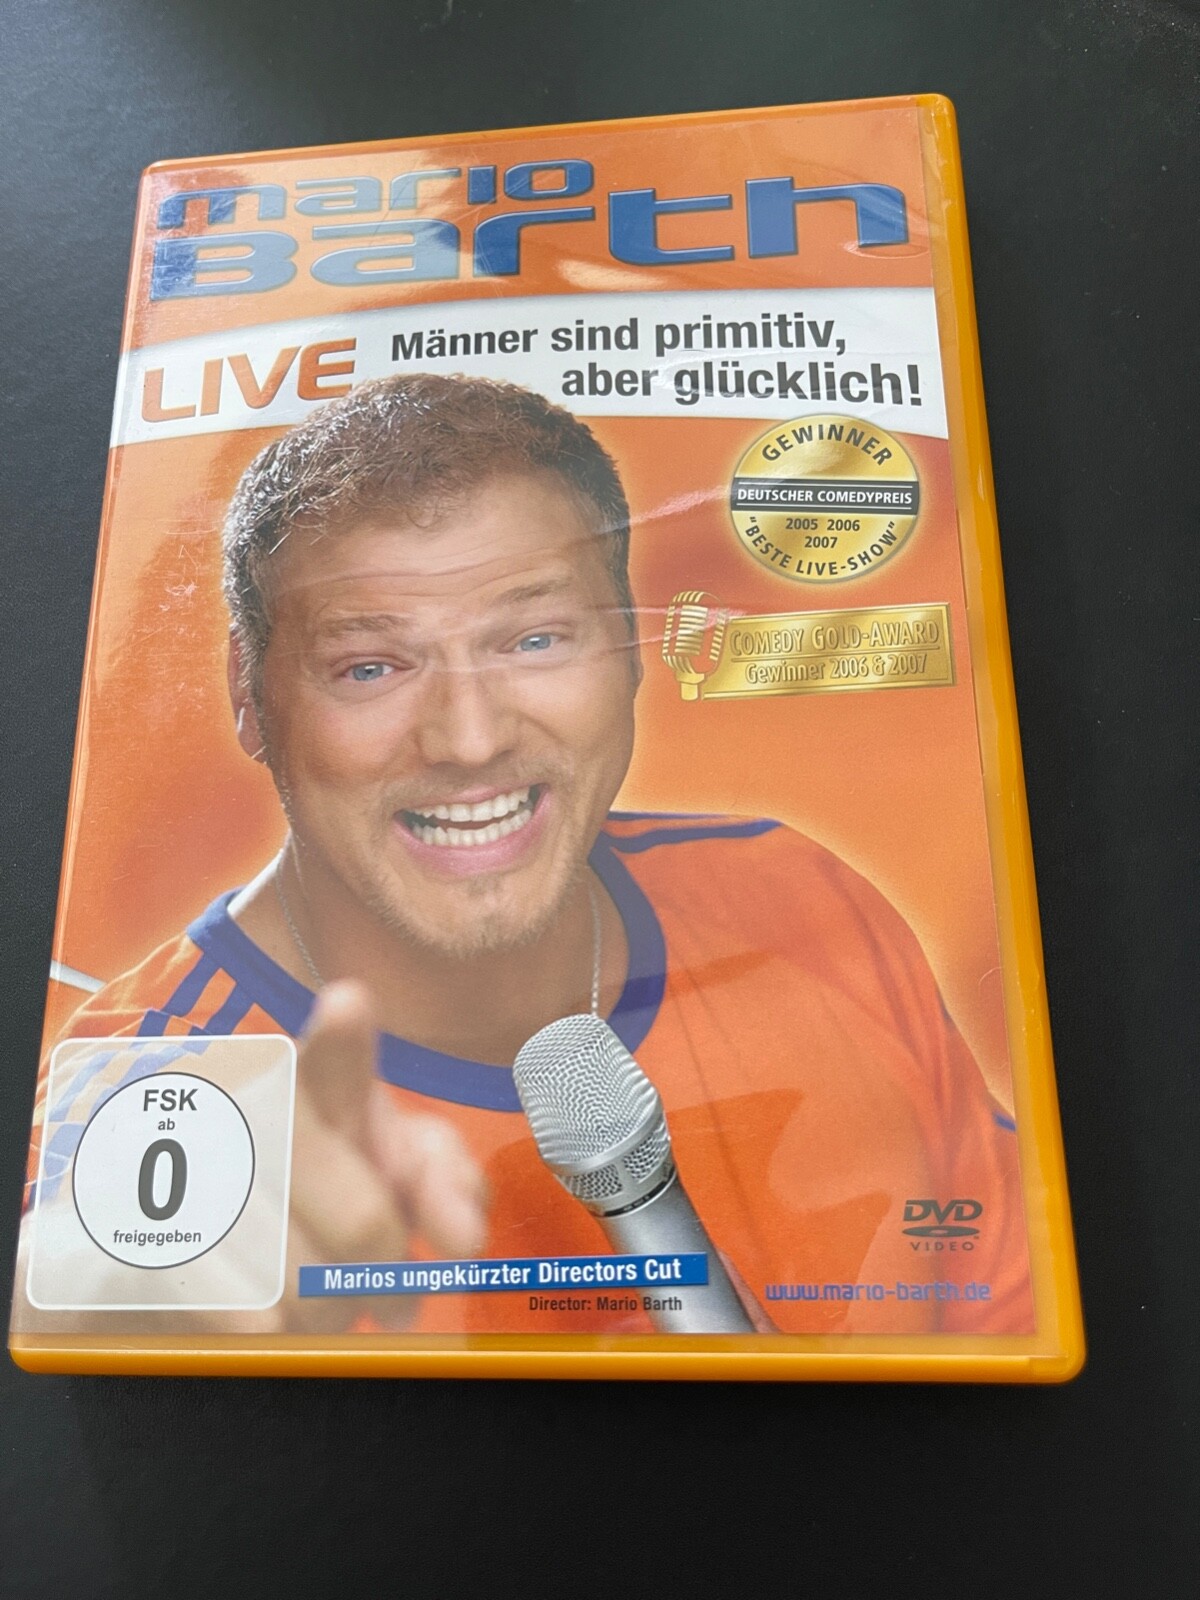 mario
Barth
LIVE
Männer sind primitiv,
aber glücklich!
GEWINNER
DEUTSCHER COMEDYPREIS
2005 2006
2007
"BESTE LIVE-SHOW"
COMEDY GOLD-AWARD
Gewinner 2006 & 2007
FSK
ab
0
freigegeben
Marios ungekürzter Directors Cut
Director: Mario Barth
DVD
VIDEO
www.mario-barth.de